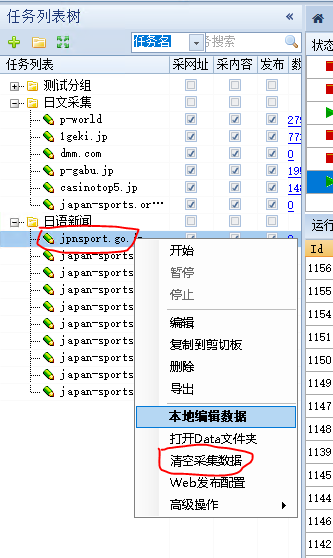 任务列表树
«
任务名
务搜索
状态
任务列表 采网址 采内容 发布 数
测试分组
日文采集
p-world 279
1geki.jp 773
dmm.com 0
p-gabu.jp 195
casinotop5.jp 148
japan-sports.or… 0
日语新闻
jpnsport.go.
japan-sports
japan-sports
japan-sports
japan-sports
japan-sports
japan-sports
japan-sports
japan-sports
开始
暂停
停止
编辑
复制到剪切板
删除
导出
本地编辑数据
打开Data文件夹
清空采集数据
Web发布配置
高级操作
运行
Id
1156
1155
1154
1153
1151
1150
1149
1147
1148
1139
1145
1144
1146
1142